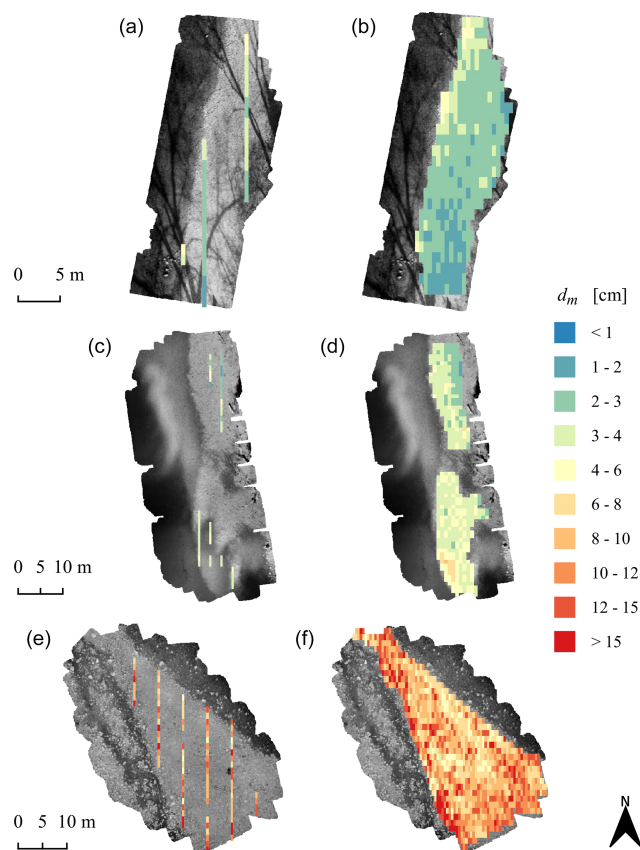 (a)
(b)
0 5 m
(c)
(d)
0 5 10 m
(e)
(f)
0 5 10 m
dm [cm]
< 1
1 - 2
2 - 3
3 - 4
4 - 6
6 - 8
8 - 10
10 - 12
12 - 15
> 15
N